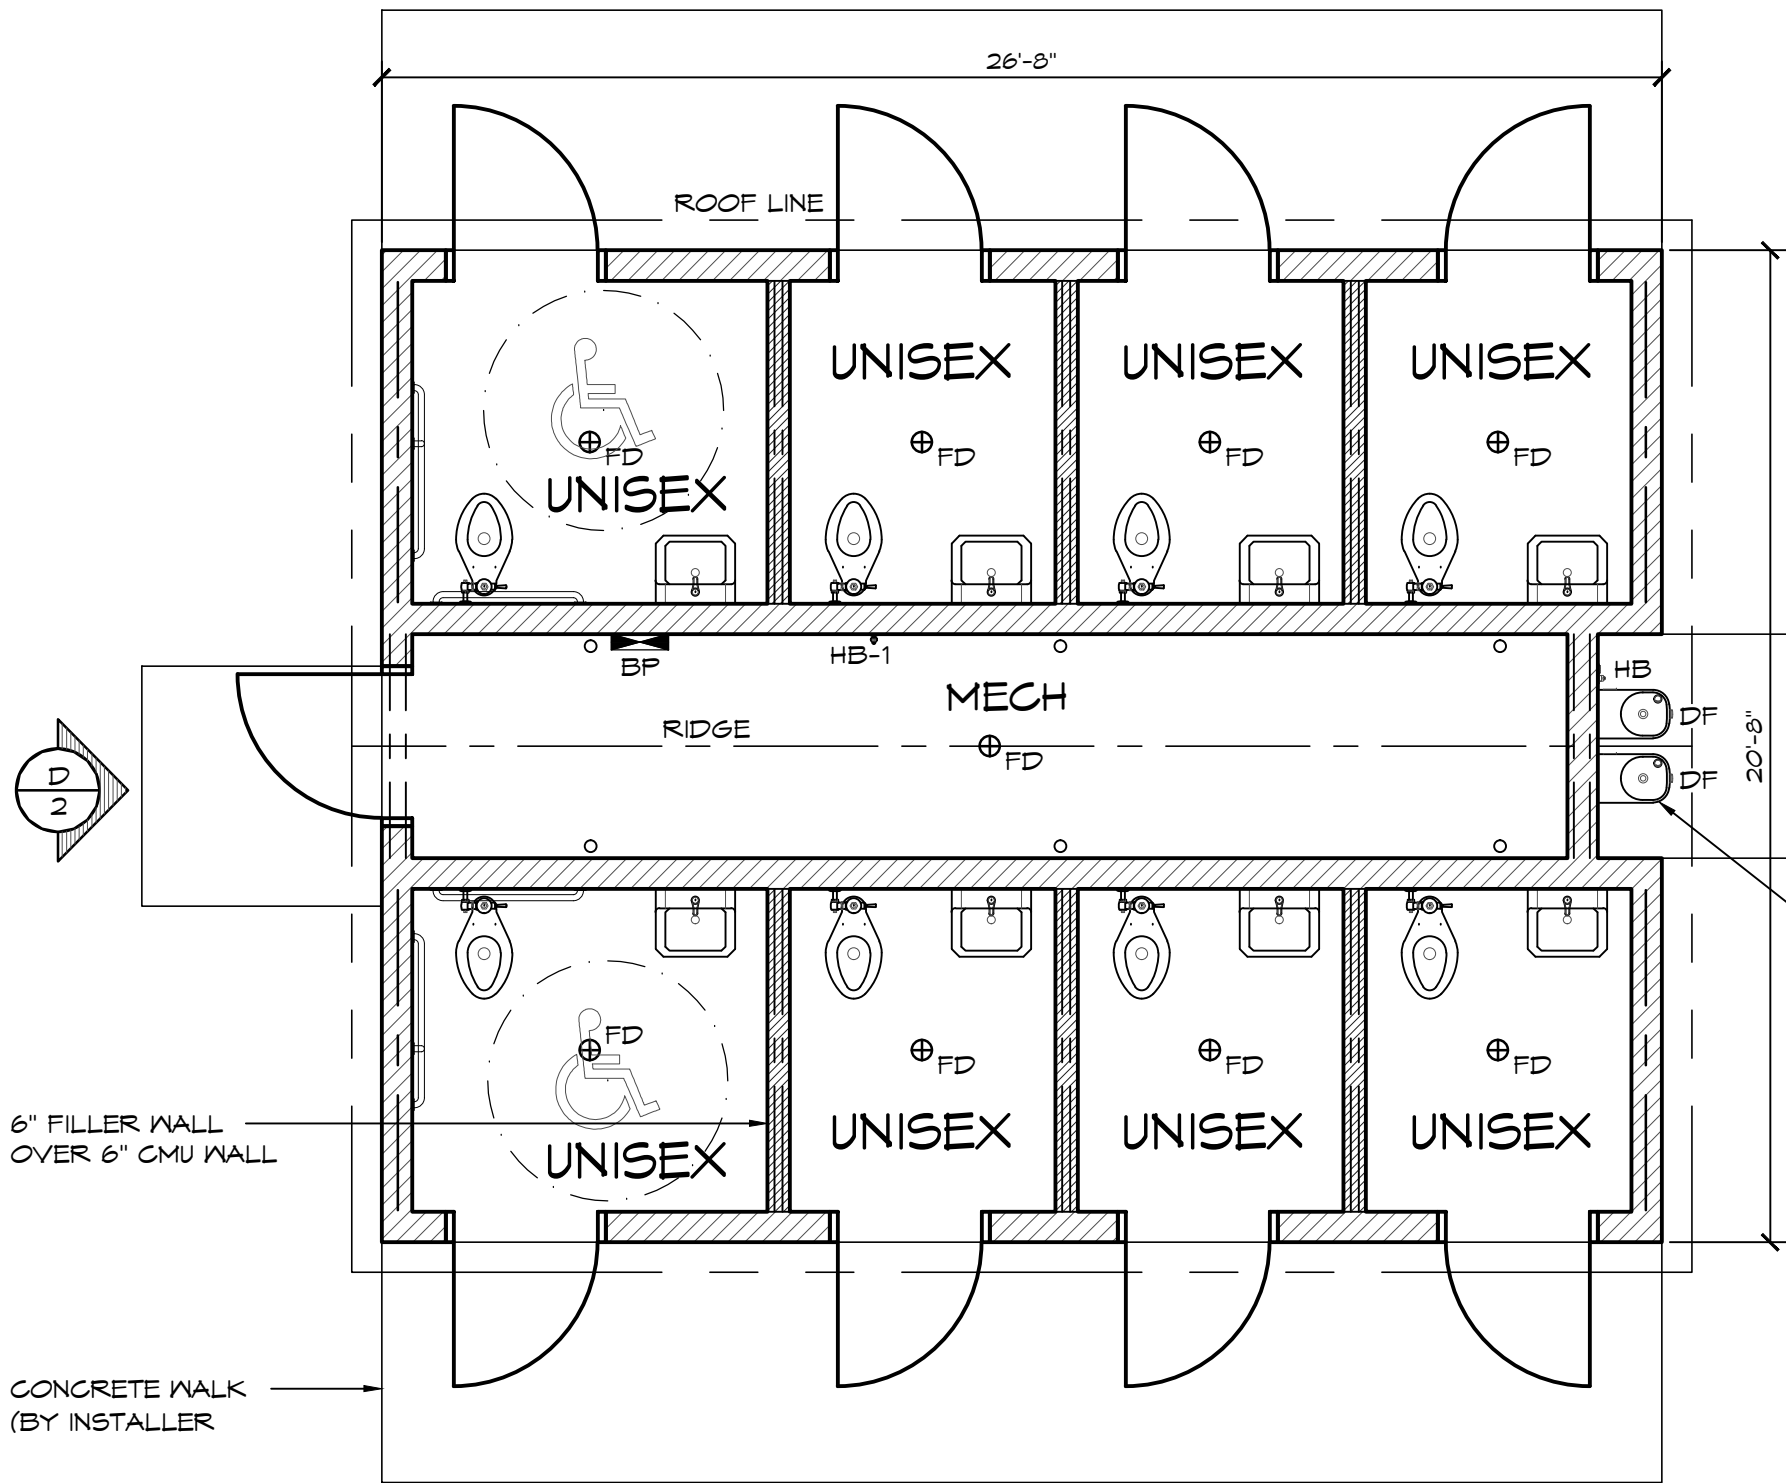 26'-8"
ROOF LINE
UNISEX
UNISEX
UNISEX
FD
FD
FD
FD
UNISEX
BP
HB-1
HB
MECH
DF
RIDGE
FD
20'-8"
D
2
DF
FD
FD
FD
FD
6" FILLER WALL
OVER 6" CMU WALL
UNISEX
UNISEX
UNISEX
UNISEX
CONCRETE WALK
(BY INSTALLER